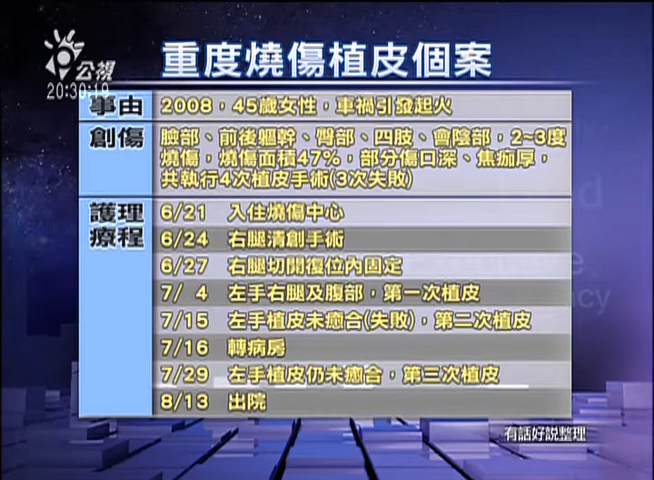 公視
20:30:19
重度燒傷植皮個案
事由 2008，45歲女性，車禍引發起火
創傷 臉部、前後軀幹、臀部、四肢、會陰部，2~3度
燒傷，燒傷面積47%，部分傷口深、焦痂厚，
共執行4次植皮手術(3次失敗)
護理 6/21 入住燒傷中心
療程 6/24 右腿清創手術
6/27 右腿切開復位內固定
7/ 4 左手右腿及腹部，第一次植皮
7/15 左手植皮未癒合(失敗)，第二次植皮
7/16 轉病房
7/29 左手植皮仍未癒合，第三次植皮
8/13 出院
有話好說整理